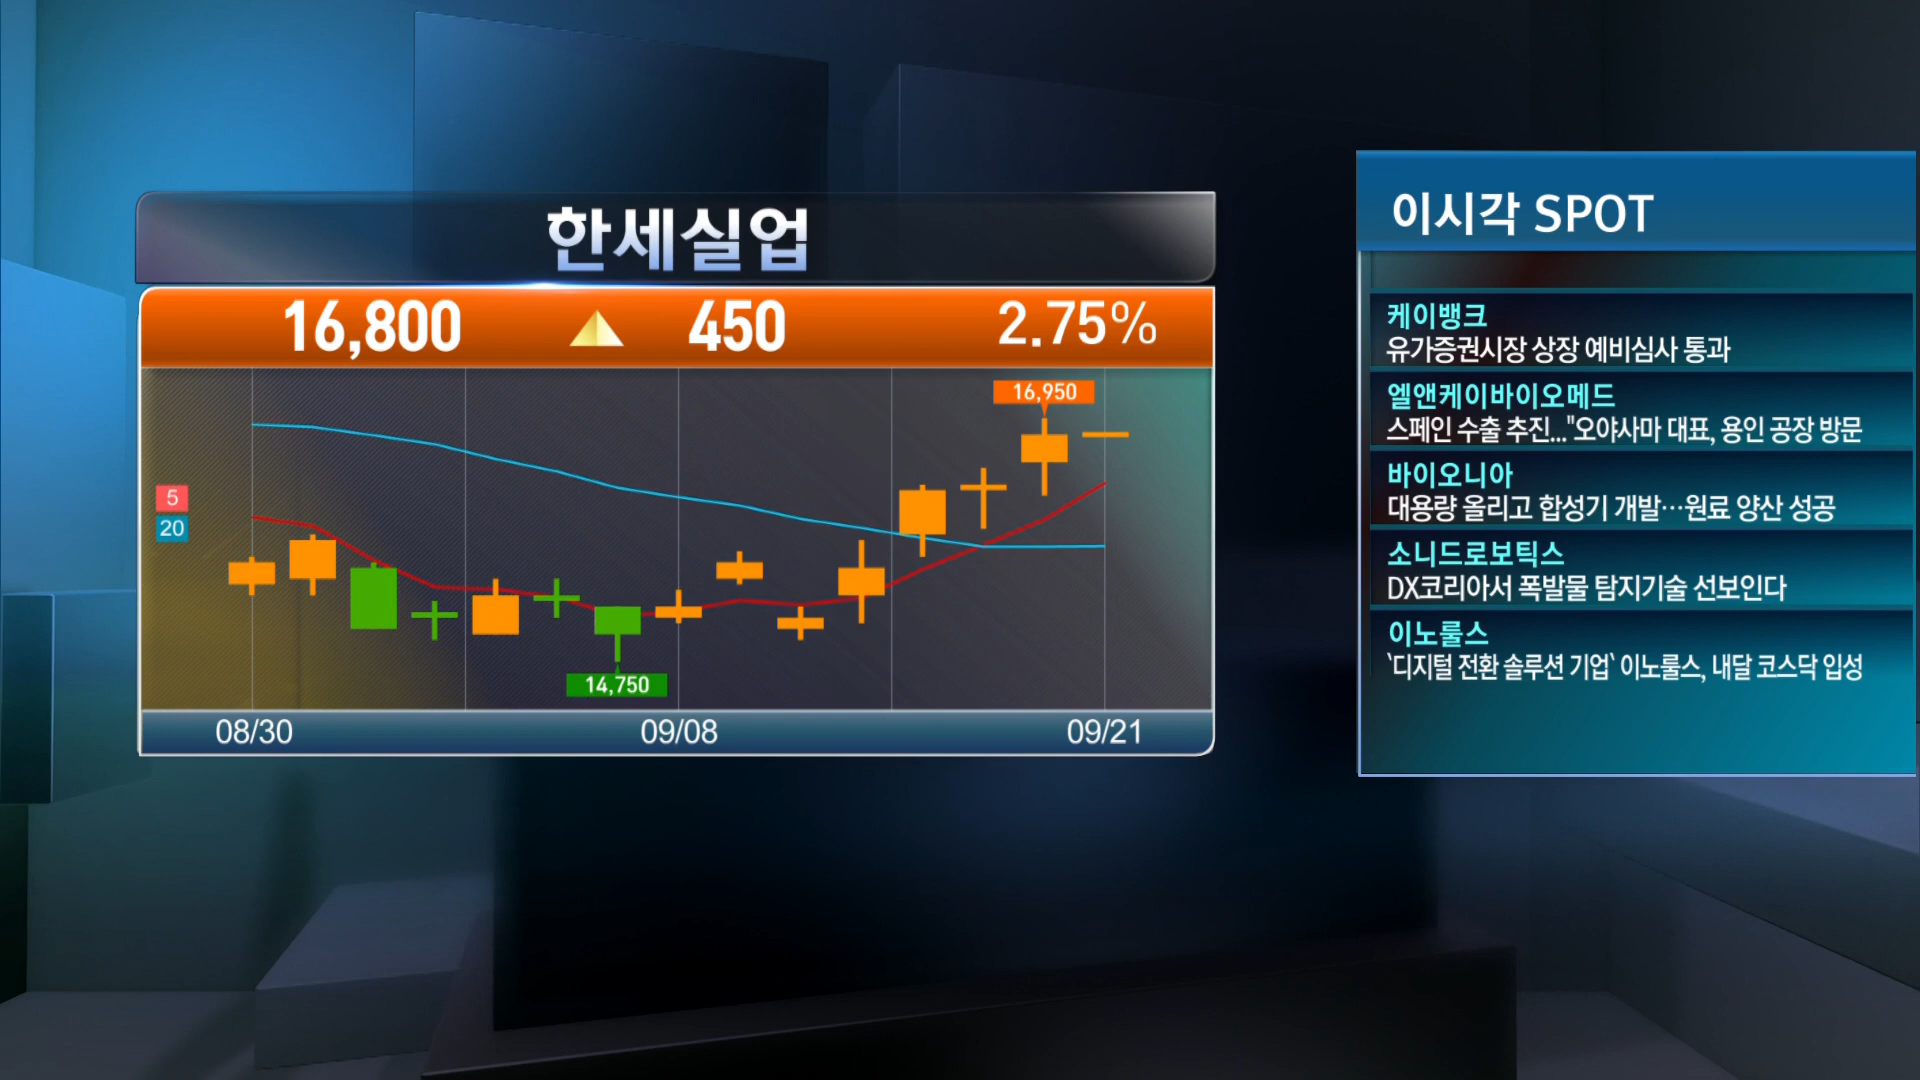 한세실업
16,800 ▲ 450 2.75%
16,950
5
20
14,750
08/30 09/08 09/21
이시각 SPOT
케이뱅크
유가증권시장 상장 예비심사 통과
엘앤케이바이오메드
스페인 수출 추진..."오야사마 대표, 용인 공장 방문
바이오니아
대용량 올리고 합성기 개발…원료 양산 성공
소니드로보틱스
DX코리아서 폭발물 탐지기술 선보인다
이노룰스
`디지털 전환 솔루션 기업` 이노룰스, 내달 코스닥 입성